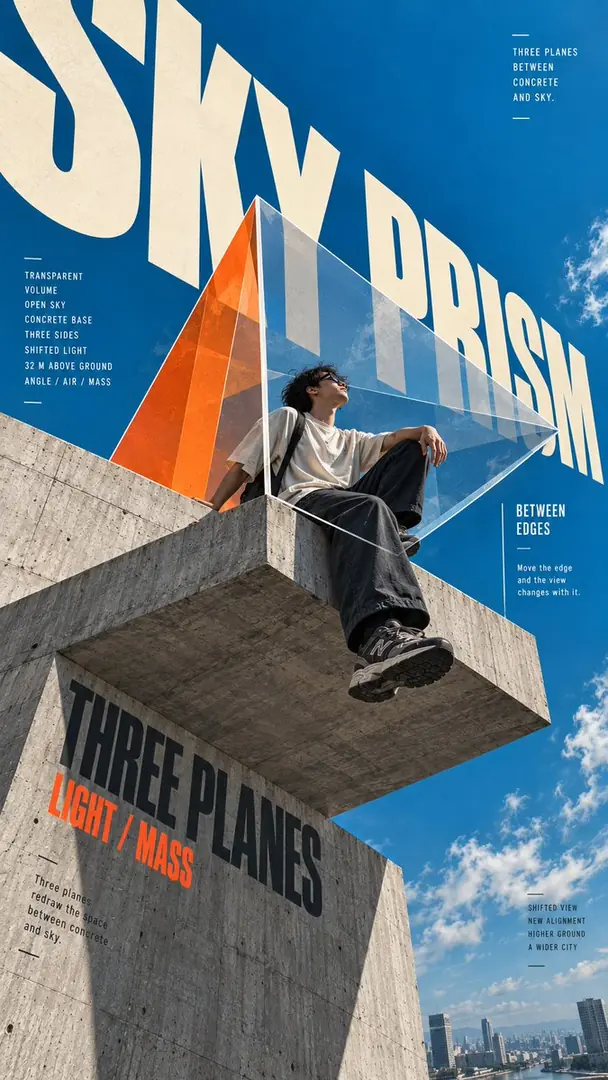 SKY PRISM
THREE PLANES
BETWEEN
CONCRETE
AND SKY.
TRANSPARENT
VOLUME
OPEN SKY
CONCRETE BASE
THREE SIDES
SHIFTED LIGHT
32 M ABOVE GROUND
ANGLE / AIR / MASS
BETWEEN
EDGES
Move the edge
and the view
changes with it.
N
THREE PLANES
LIGHT / MASS
Three planes
redraw the space
between concrete
and sky.
SHIFTED VIEW
NEW ALIGNMENT
HIGHER GROUND
A WIDER CITY